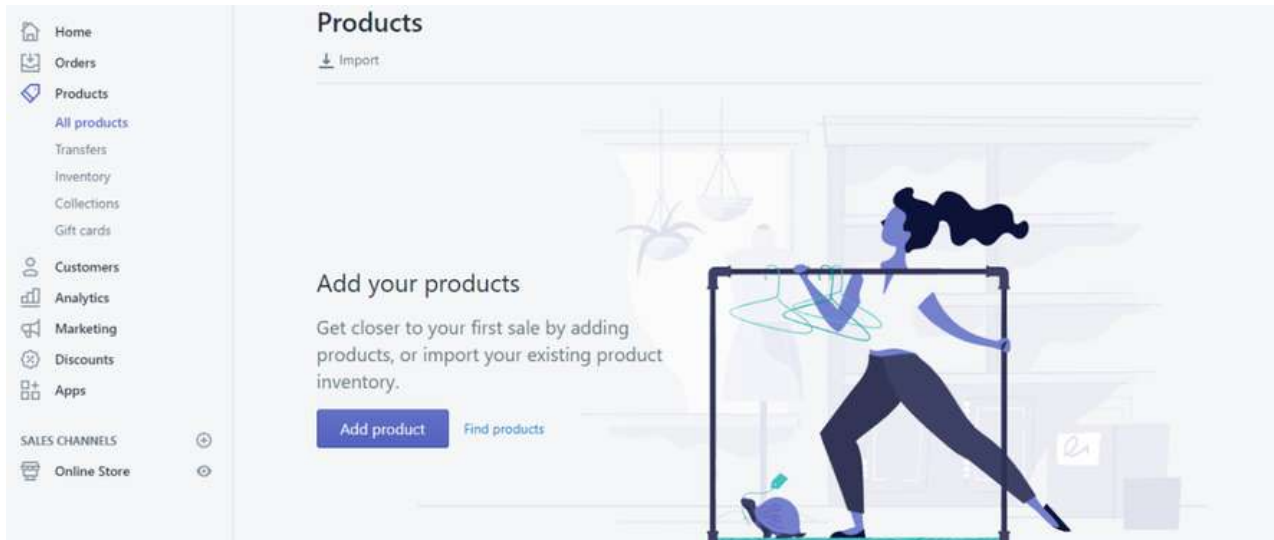 Home
Orders
Products
All products
Transfers
Inventory
Collections
Gift cards
Customers
Analytics
Marketing
Discounts
Apps
SALES CHANNELS
Online Store
Products
Import
Add your products
Get closer to your first sale by adding
products, or import your existing product
inventory.
Add product
Find products